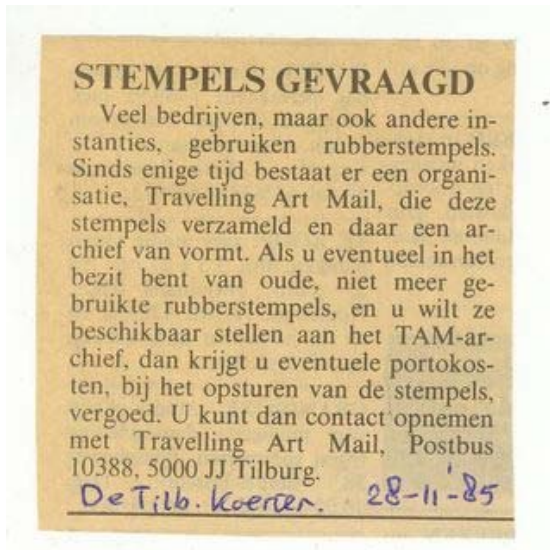 STEMPELS GEVRAAGD
Veel bedrijven, maar ook andere in-
stanties, gebruiken rubberstempels.
Sinds enige tijd bestaat er een organi-
satie, Travelling Art Mail, die deze
stempels verzameld en daar een ar-
chief van vormt. Als u eventueel in het
bezit bent van oude, niet meer ge-
bruikte rubberstempels, en u wilt ze
beschikbaar stellen aan het TAM-ar-
chief, dan krijgt u eventuele portokos-
ten, bij het opsturen van de stempels,
vergoed. U kunt dan contact opnemen
met Travelling Art Mail, Postbus
10388, 5000 JJ Tilburg.
De Tilb. Koerier. 28-11-'85